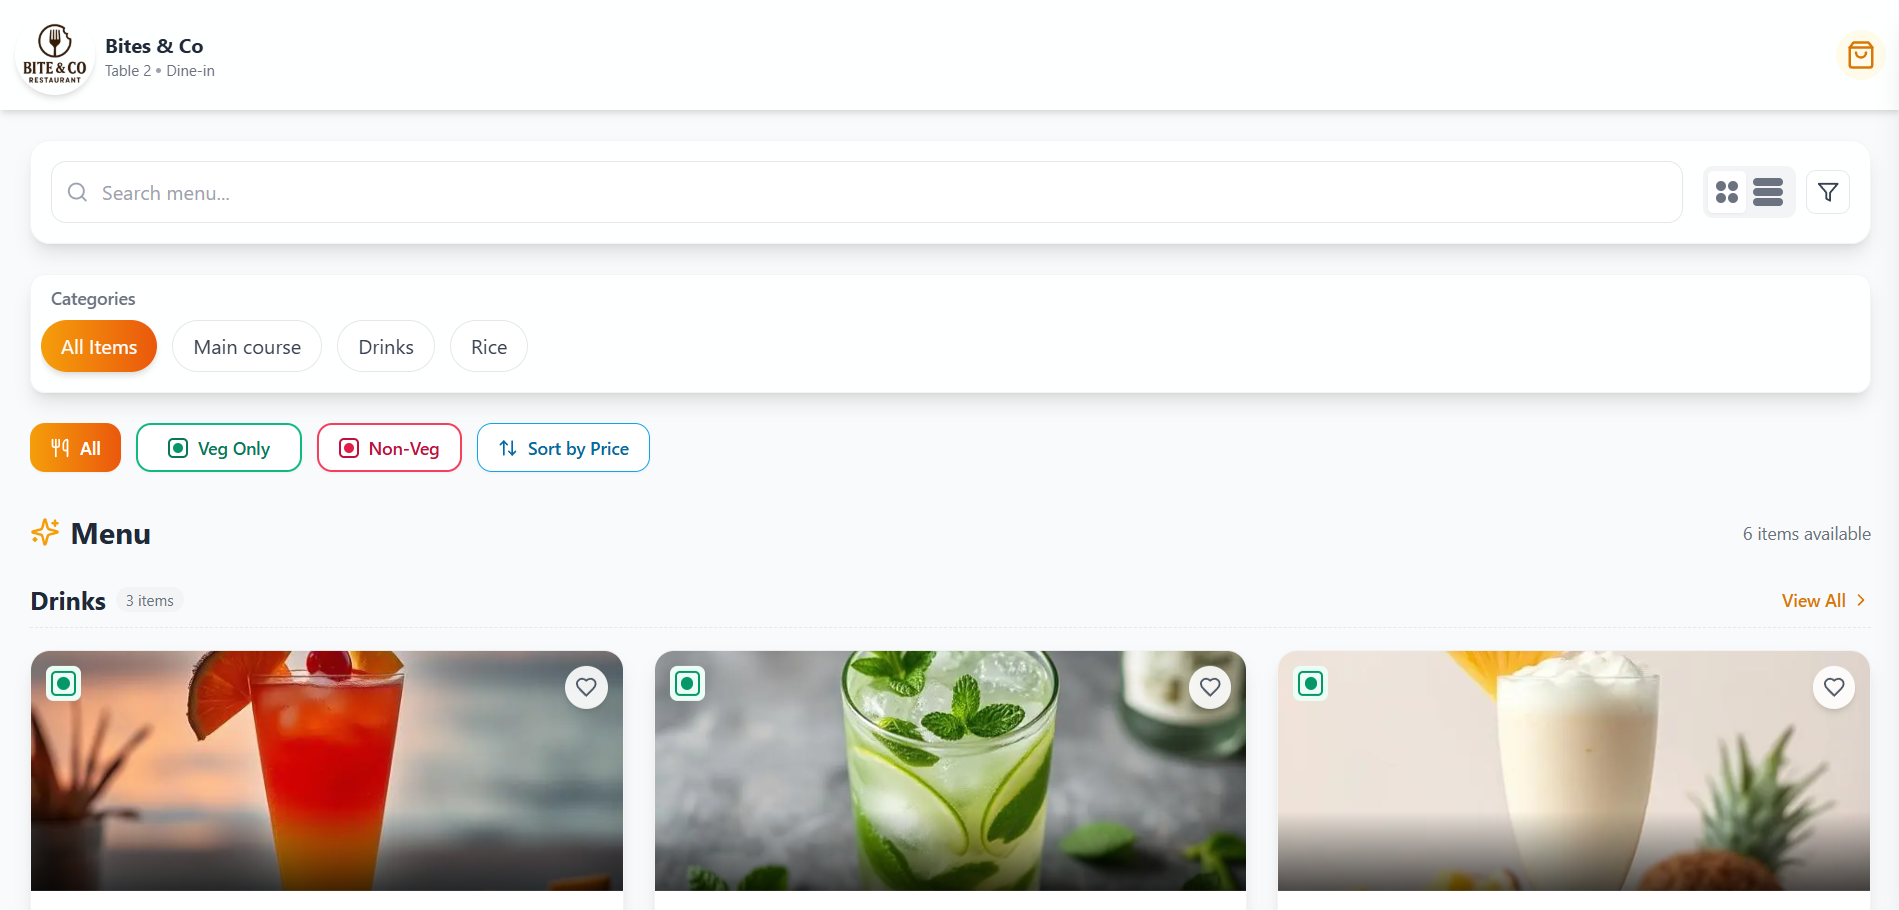 BITE & CO
RESTAURANT
Bites & Co
Table 2 • Dine-in
Search menu...
Categories
All Items
Main course
Drinks
Rice
All
Veg Only
Non-Veg
Sort by Price
Menu
6 items available
Drinks
3 items
View All